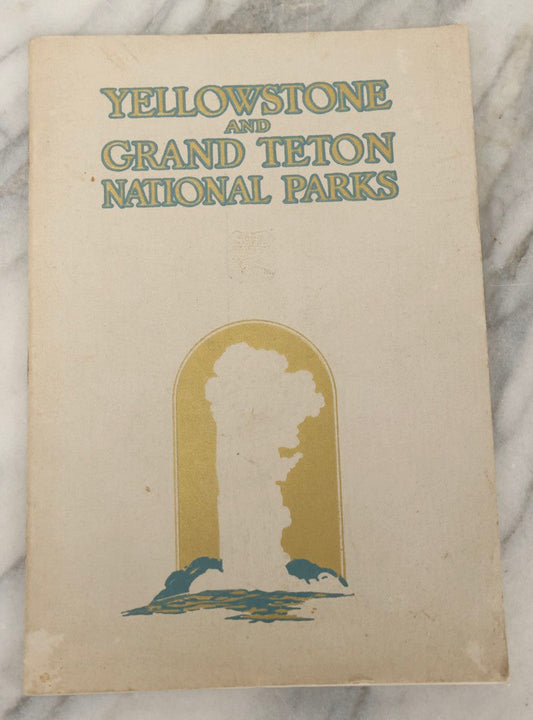 YELLOWSTONE
AND
GRAND TETON
NATIONAL PARKS